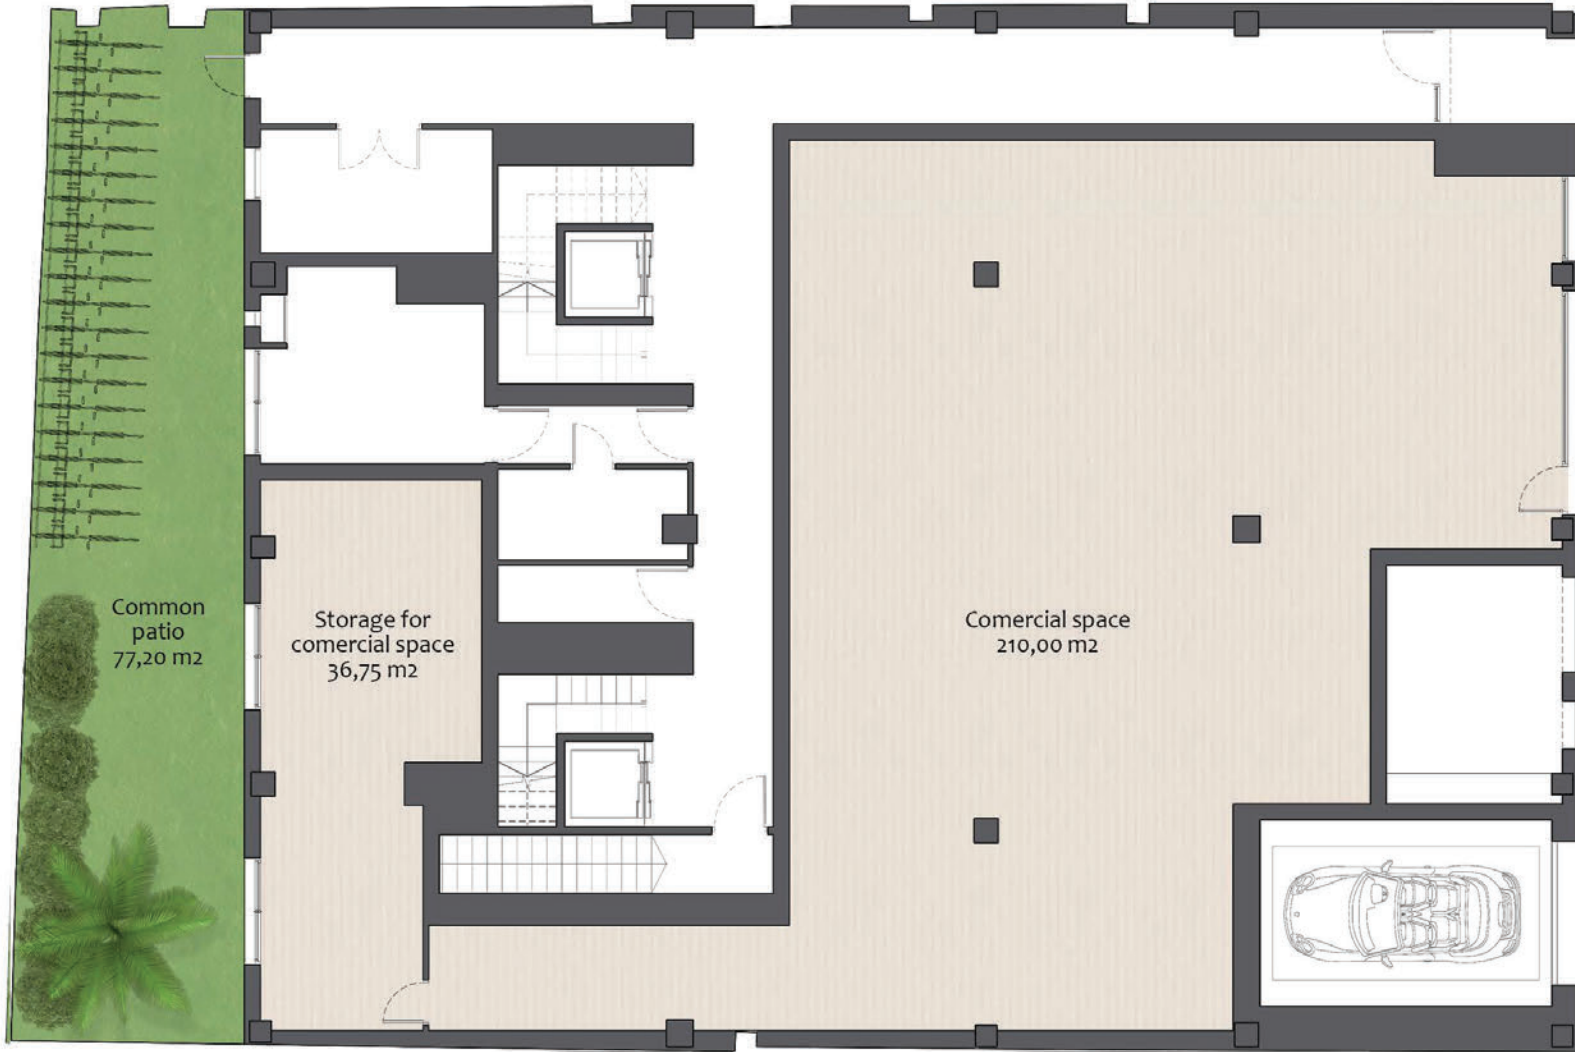 Common
patio
77,20 m2
Storage for
comercial space
36,75 m2
Comercial space
210,00 m2